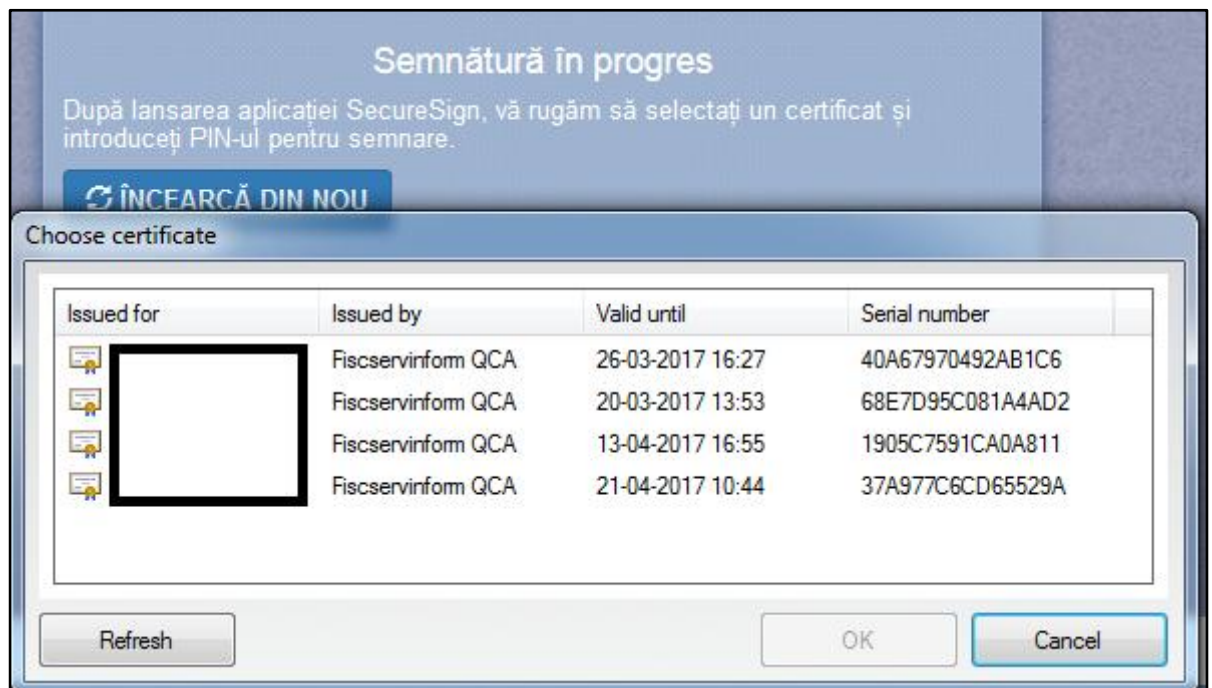 Semnătură în progres
După lansarea aplicației SecureSign, vă rugăm să selectați un certificat și
introduceți PIN-ul pentru semnare.
ÎNCEARCĂ DIN NOU
Choose certificate
Issued for Issued by Valid until Serial number
Fiscservinform QCA 26-03-2017 16:27 40A67970492AB1C6
Fiscservinform QCA 20-03-2017 13:53 68E7D95C081A4AD2
Fiscservinform QCA 13-04-2017 16:55 1905C7591CA0A811
Fiscservinform QCA 21-04-2017 10:44 37A977C6CD65529A
Refresh OK Cancel